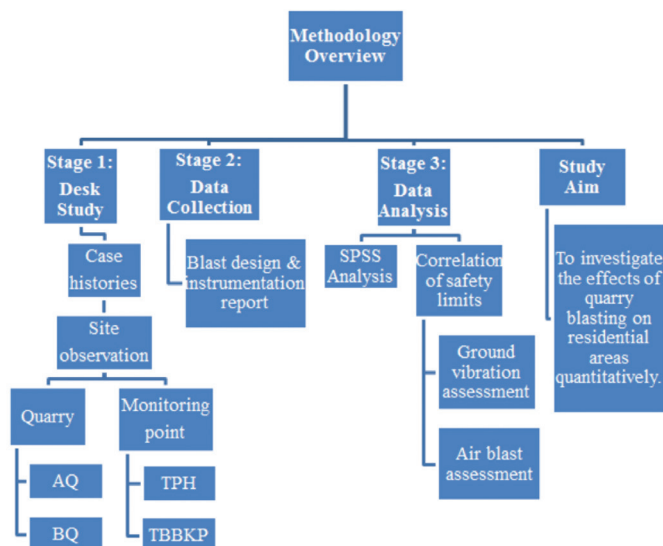 Methodology
Overview
Stage 1:
Desk
Study
Stage 2:
Data
Collection
Stage 3:
Data
Analysis
Study
Aim
Case
histories
Blast design &
instrumentation
report
SPSS
Analysis
Correlation
of safety
limits
To investigate
the effects of
quarry
blasting on
residential
areas
quantitatively.
Site
observation
Ground
vibration
assessment
Quarry
Monitoring
point
Air blast
assessment
AQ
TPH
BQ
TBBKP